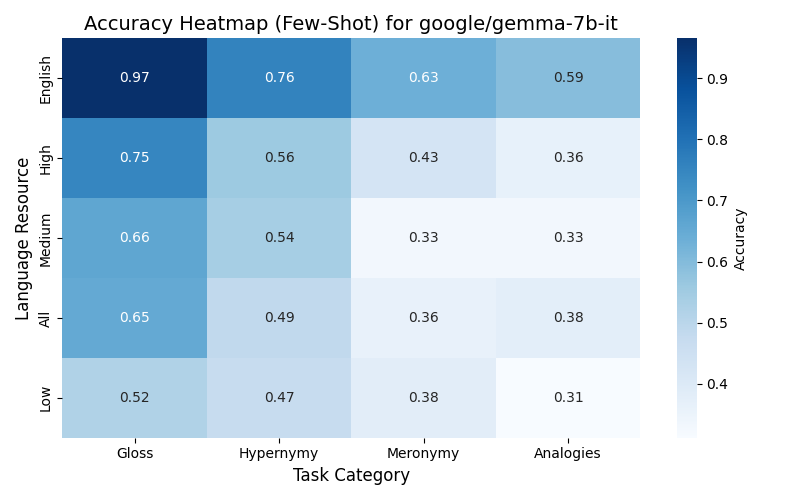 Accuracy Heatmap (Few-Shot) for google/gemma-7b-it
Language Resource
English
0.97 0.76 0.63 0.59
High
0.75 0.56 0.43 0.36
Medium
0.66 0.54 0.33 0.33
All
0.65 0.49 0.36 0.38
Low
0.52 0.47 0.38 0.31
Gloss Hypernymy Meronymy Analogies
Task Category
0.9
0.8
0.7
0.6
0.5
0.4
Accuracy